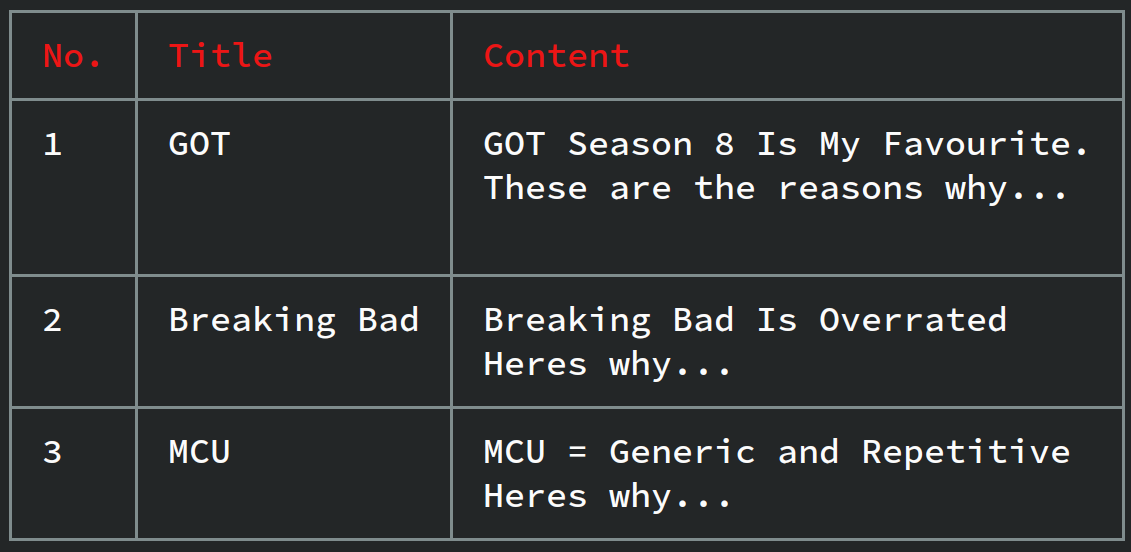 No. Title Content
1 GOT GOT Season 8 Is My Favourite.
These are the reasons why...
2 Breaking Bad Breaking Bad Is Overrated
Heres why...
3 MCU MCU = Generic and Repetitive
Heres why...